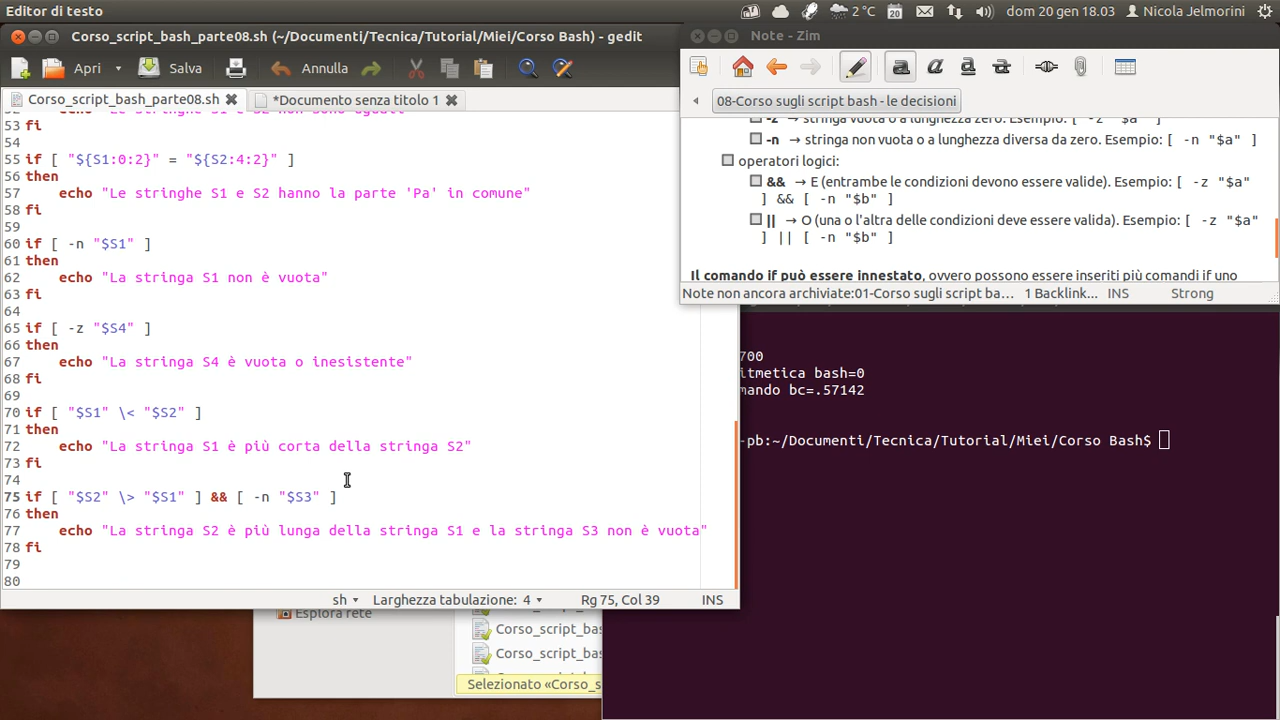 Editor di testo
2 °C
20
dom 20 gen 18.03
Nicola Jelmorini
Corso_script_bash_parte08.sh (~/Documenti/Tecnica/Tutorial/Miei/Corso Bash) - gedit
Apri
Salva
Annulla
Corso_script_bash_parte08.sh
*Documento senza titolo 1
53 fi
54
55 if [ "${S1:0:2}" = "${S2:4:2}" ]
56 then
57     echo "Le stringhe S1 e S2 hanno la parte 'Pa' in comune"
58 fi
59
60 if [ -n "$S1" ]
61 then
62     echo "La stringa S1 non è vuota"
63 fi
64
65 if [ -z "$S4" ]
66 then
67     echo "La stringa S4 è vuota o inesistente"
68 fi
69
70 if [ "$S1" \< "$S2" ]
71 then
72     echo "La stringa S1 è più corta della stringa S2"
73 fi
74
75 if [ "$S2" \> "$S1" ] && [ -n "$S3" ]
76 then
77     echo "La stringa S2 è più lunga della stringa S1 e la stringa S3 non è vuota"
78 fi
79
80
sh
Larghezza tabulazione: 4
Rg 75, Col 39
INS
Note - Zim
08-Corso sugli script bash - le decisioni
-z → stringa vuota o a lunghezza zero. Esempio: [ -z "$a" ]
-n → stringa non vuota o a lunghezza diversa da zero. Esempio: [ -n "$a" ]
operatori logici:
&& → E (entrambe le condizioni devono essere valide). Esempio: [ -z "$a"
] && [ -n "$b" ]
|| → O (una o l'altra delle condizioni deve essere valida). Esempio: [ -z "$a"
] || [ -n "$b" ]
Il comando if può essere innestato, ovvero possono essere inseriti più comandi if uno
Note non ancora archiviate:01-Corso sugli script ba…
1 Backlink...
INS
Strong
700
itmetica bash=0
mando bc=.57142
-pb:~/Documenti/Tecnica/Tutorial/Miei/Corso Bash$
Esplora rete
Corso_script_bas
Corso_script_bas
Selezionato «Corso_s